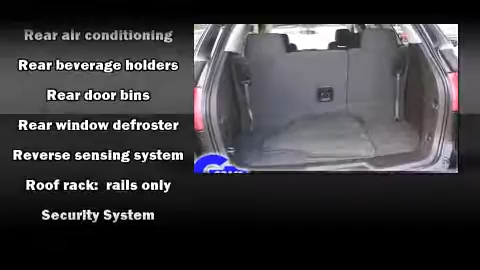 Rear air conditioning
Rear beverage holders
Rear door bins
Rear window defroster
Reverse sensing system
Roof rack:  rails only
Security System